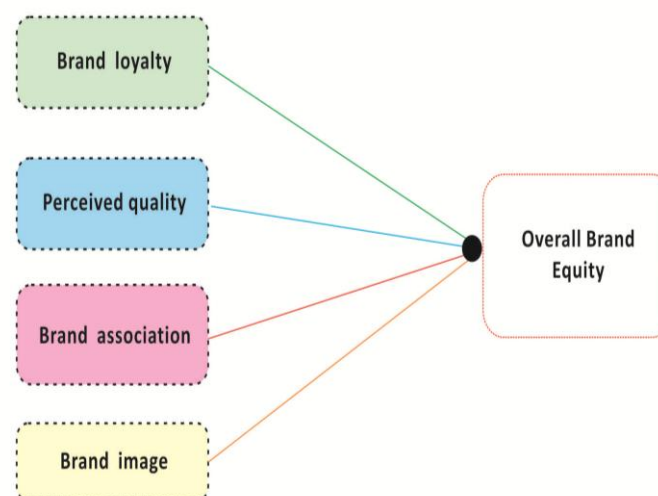 Brand loyalty
Perceived quality
Brand association
Brand image
Overall Brand
Equity